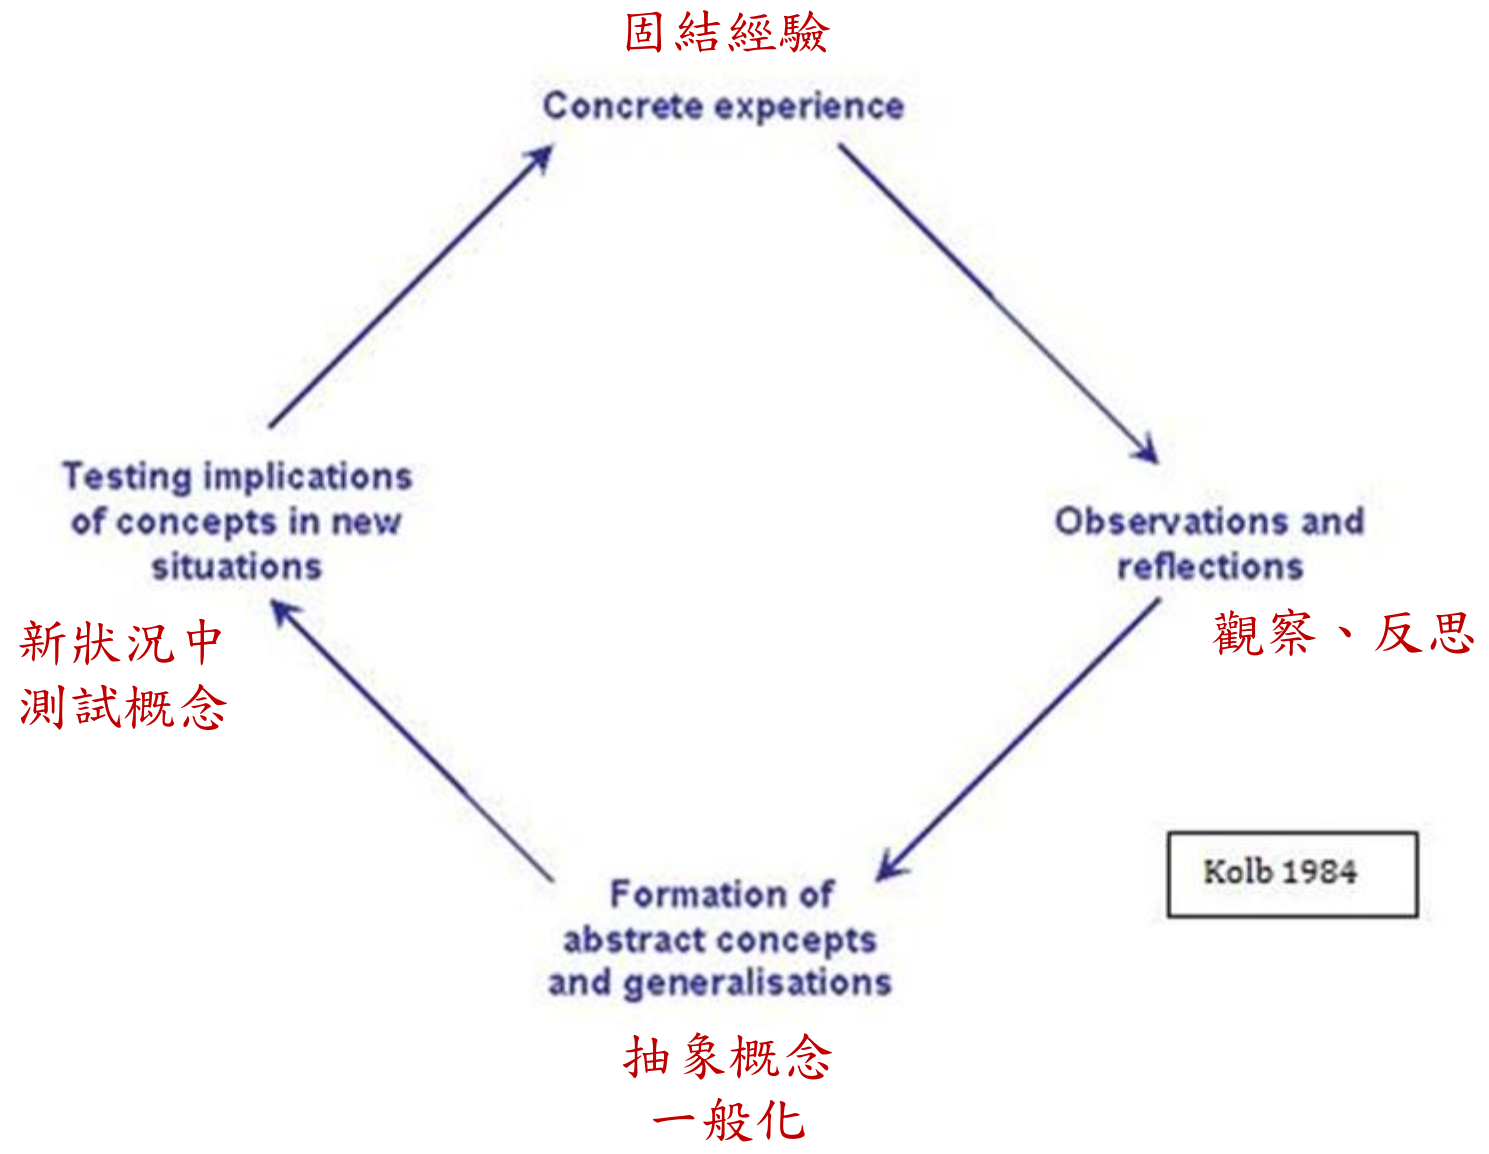 固結經驗
Concrete experience
Testing implications
of concepts in new
situations
新狀況中
測試概念
Observations and
reflections
觀察、反思
Kolb 1984
Formation of
abstract concepts
and generalisations
抽象概念
一般化